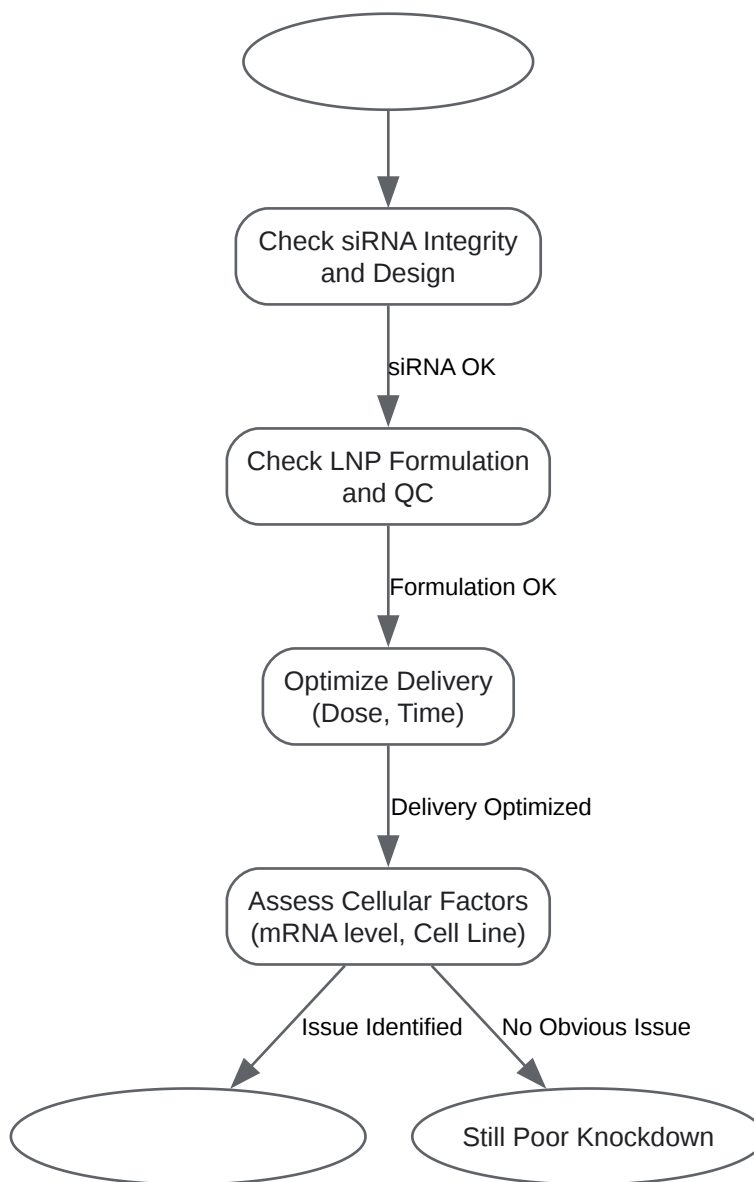 Check siRNA Integrity
and Design
siRNA OK
Check LNP Formulation
and QC
Formulation OK
Optimize Delivery
(Dose, Time)
Delivery Optimized
Assess Cellular Factors
(mRNA level, Cell Line)
Issue Identified
No Obvious Issue
Still Poor Knockdown